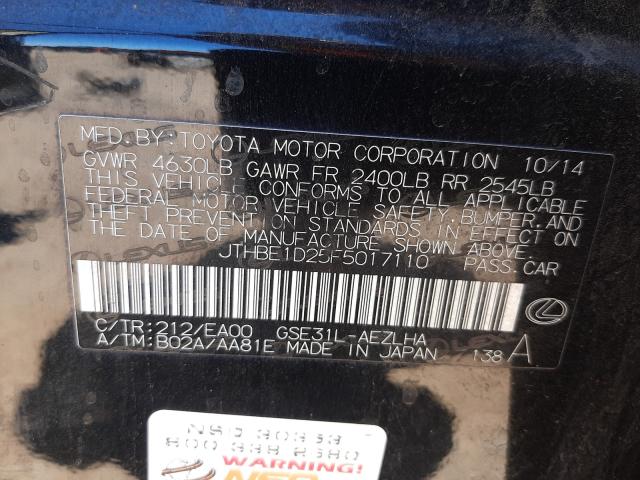 MFD. BY: TOYOTA MOTOR CORPORATION 10/14
GVWR 4630LB GAWR FR 2400LB RR 2545LB
THIS VEHICLE CONFORMS TO ALL APPLICABLE
FEDERAL MOTOR VEHICLE SAFETY, BUMPER, AND
THEFT PREVENTION STANDARDS IN EFFECT ON
THE DATE OF MANUFACTURE SHOWN ABOVE.
JTHBE1D25F5017110 PASS. CAR
C/TR: 212/EA00 GSE31L-AEZLHA
A/TM: B02A/AA81E MADE IN JAPAN 138 A
WARNING!